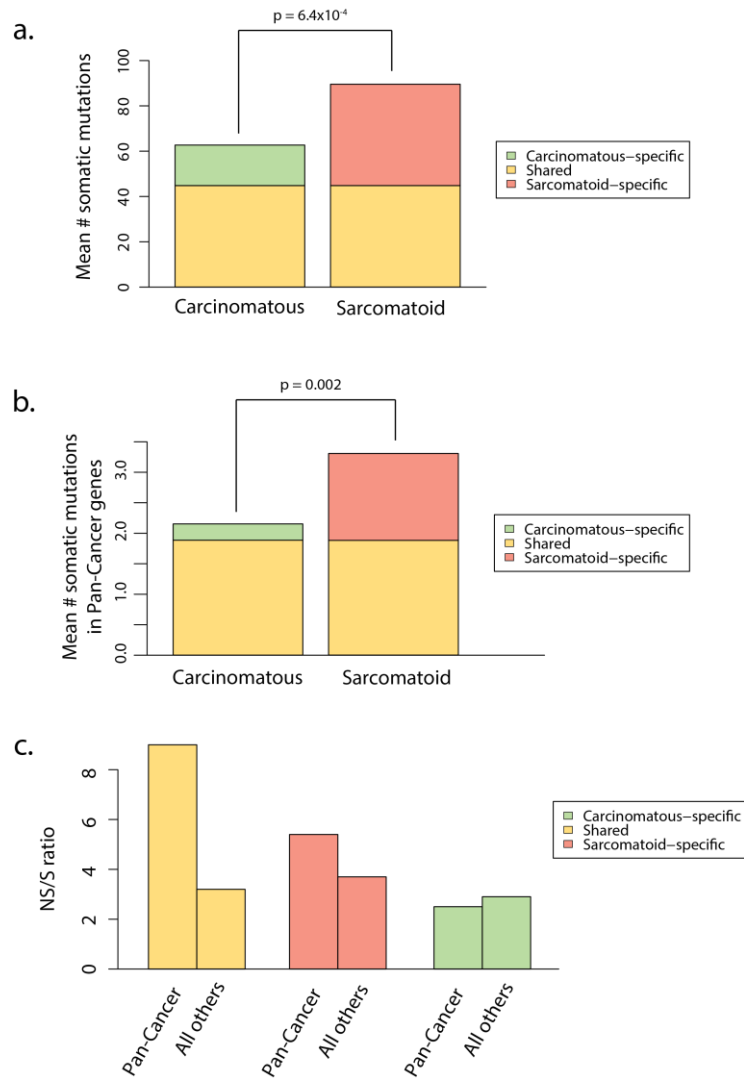 a.
p = 6.4x10⁻⁴
Mean # somatic mutations
100
80
60
40
20
0
Carcinomatous
Sarcomatoid
Carcinomatous−specific
Shared
Sarcomatoid−specific
b.
p = 0.002
Mean # somatic mutations
in Pan-Cancer genes
3.0
2.0
1.0
0.0
Carcinomatous
Sarcomatoid
Carcinomatous−specific
Shared
Sarcomatoid−specific
c.
NS/S ratio
8
6
4
2
0
Pan-Cancer
All others
Pan-Cancer
All others
Pan-Cancer
All others
Carcinomatous−specific
Shared
Sarcomatoid−specific